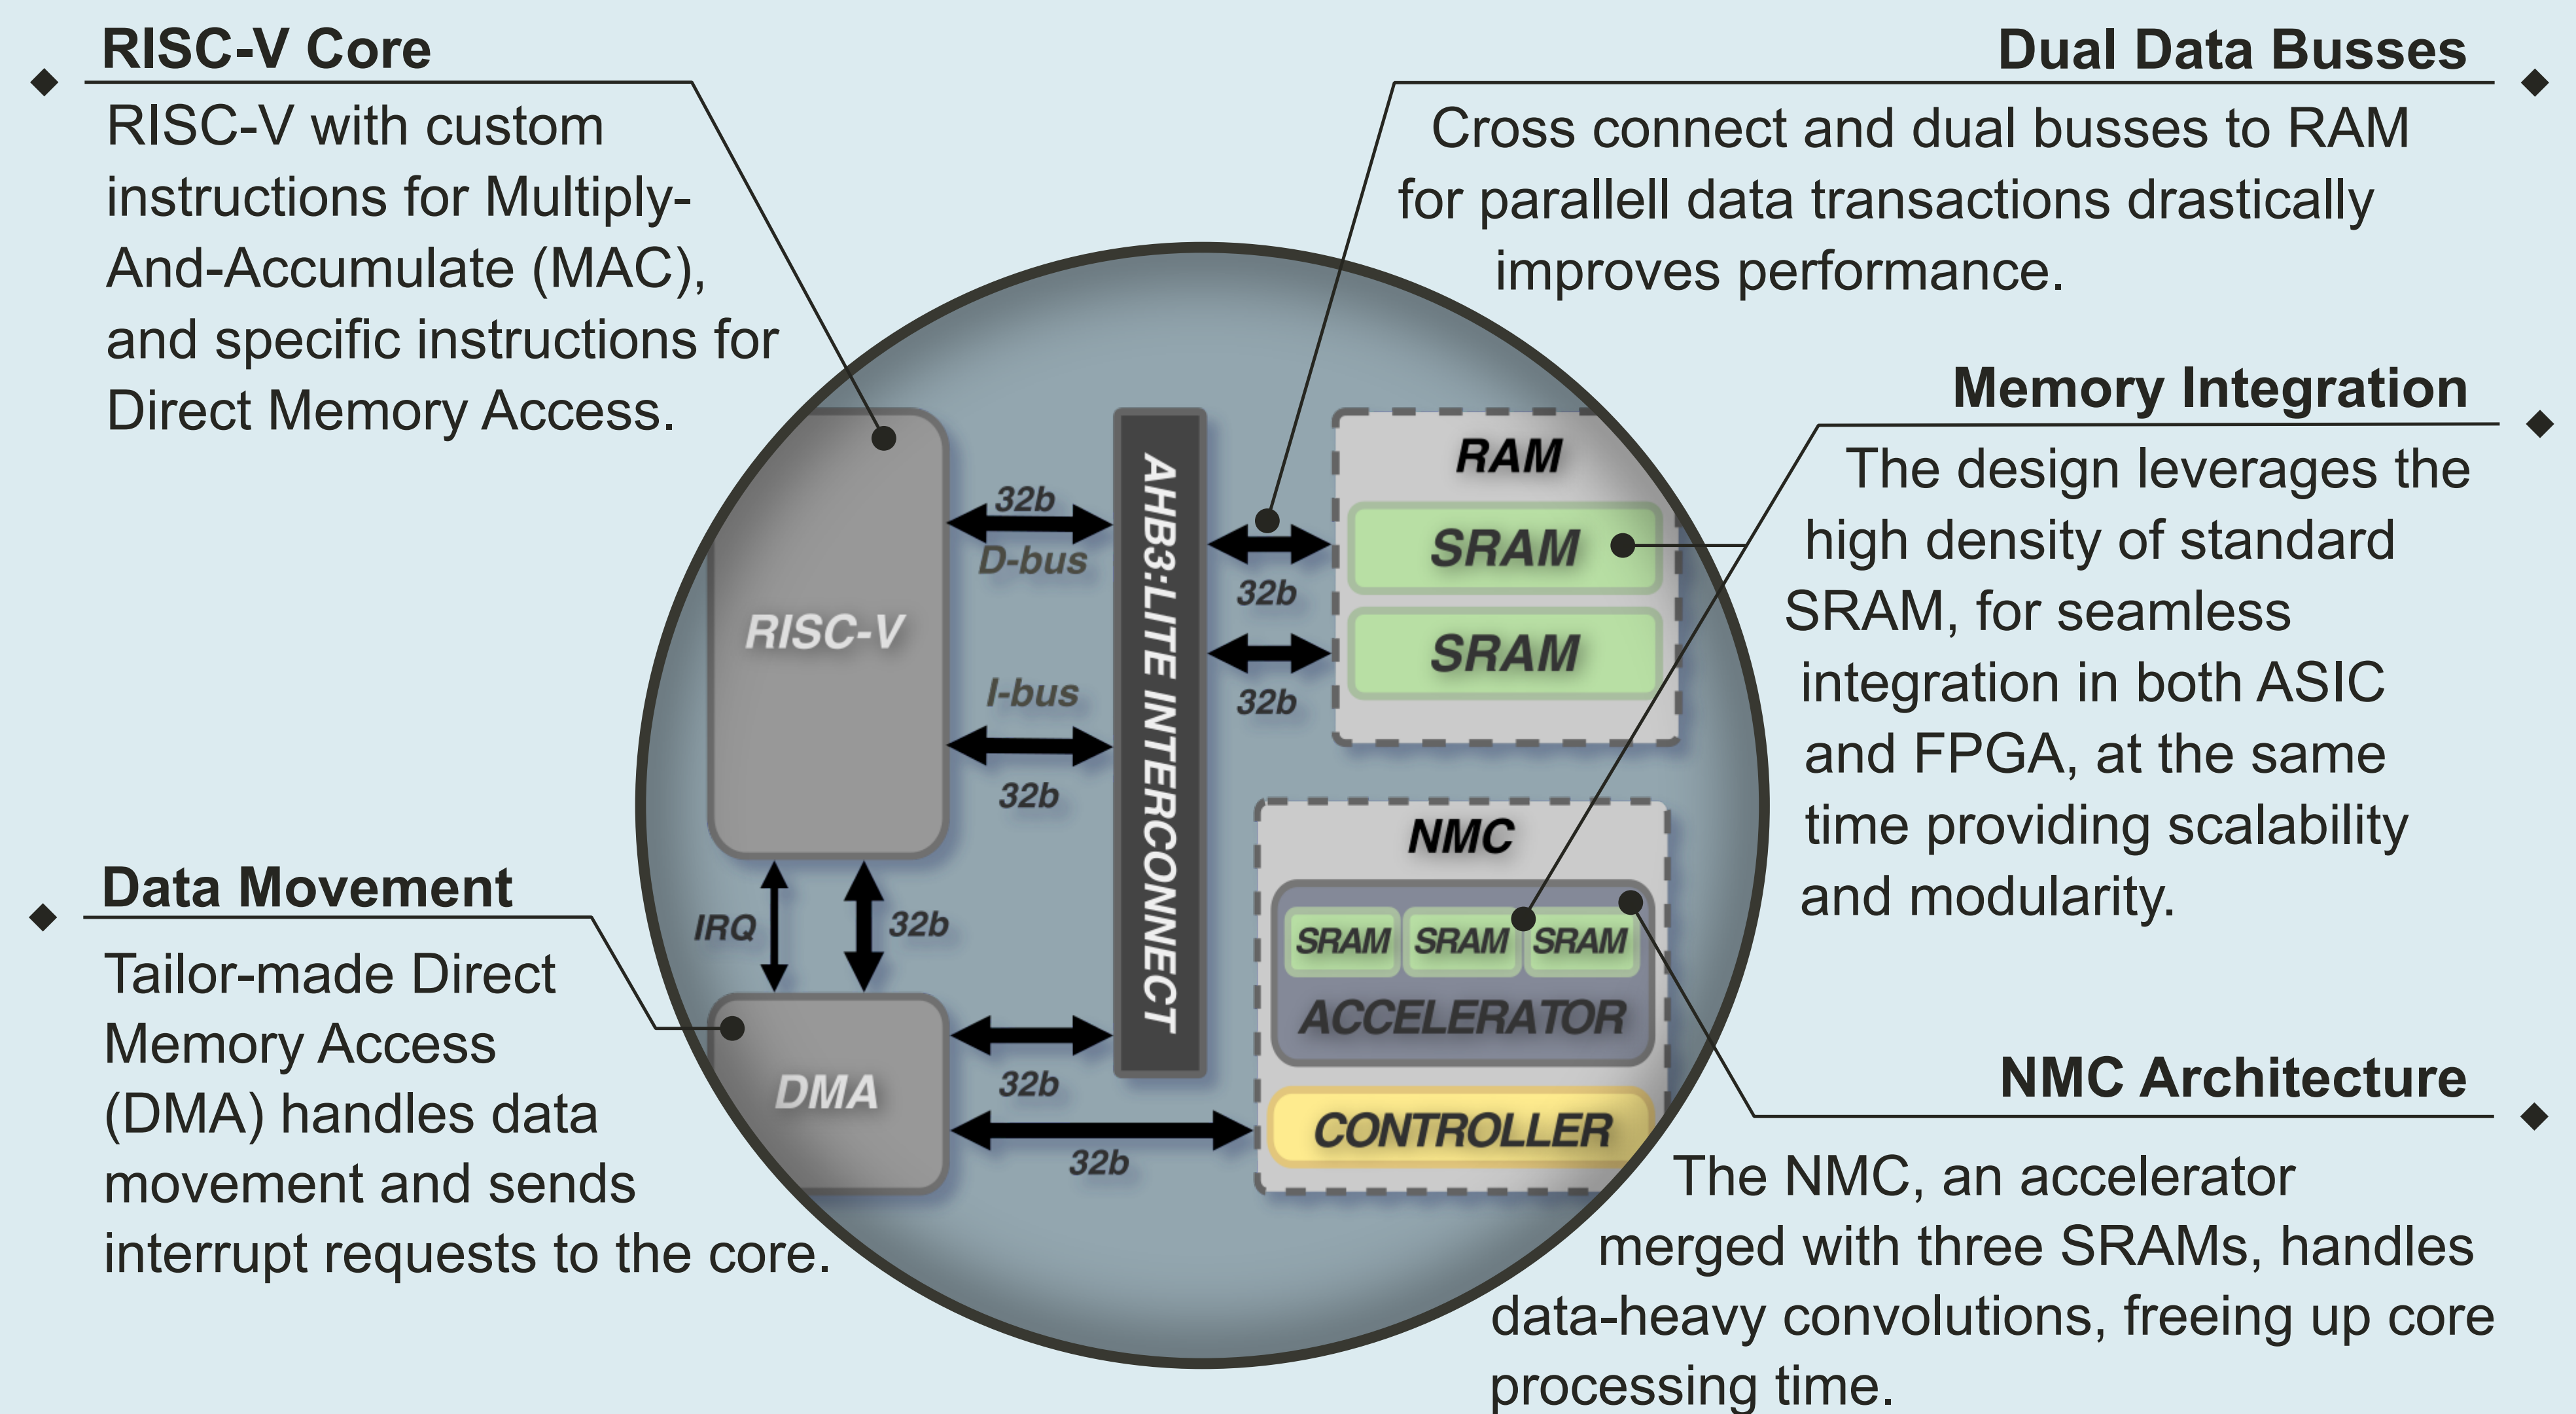 RISC-V Core
RISC-V with custom
instructions for Multiply-
And-Accumulate (MAC),
and specific instructions for
Direct Memory Access.
Dual Data Busses
Cross connect and dual busses to RAM
for parallell data transactions drastically
improves performance.
Memory Integration
The design leverages the
high density of standard
SRAM, for seamless
integration in both ASIC
and FPGA, at the same
time providing scalability
and modularity.
Data Movement
Tailor-made Direct
Memory Access
(DMA) handles data
movement and sends
interrupt requests to the core.
NMC Architecture
The NMC, an accelerator
merged with three SRAMs, handles
data-heavy convolutions, freeing up core
processing time.
RISC-V
32b
D-bus
I-bus
32b
IRQ
32b
DMA
32b
32b
AHB3:LITE INTERCONNECT
32b
32b
RAM
SRAM
SRAM
NMC
SRAM SRAM SRAM
ACCELERATOR
CONTROLLER